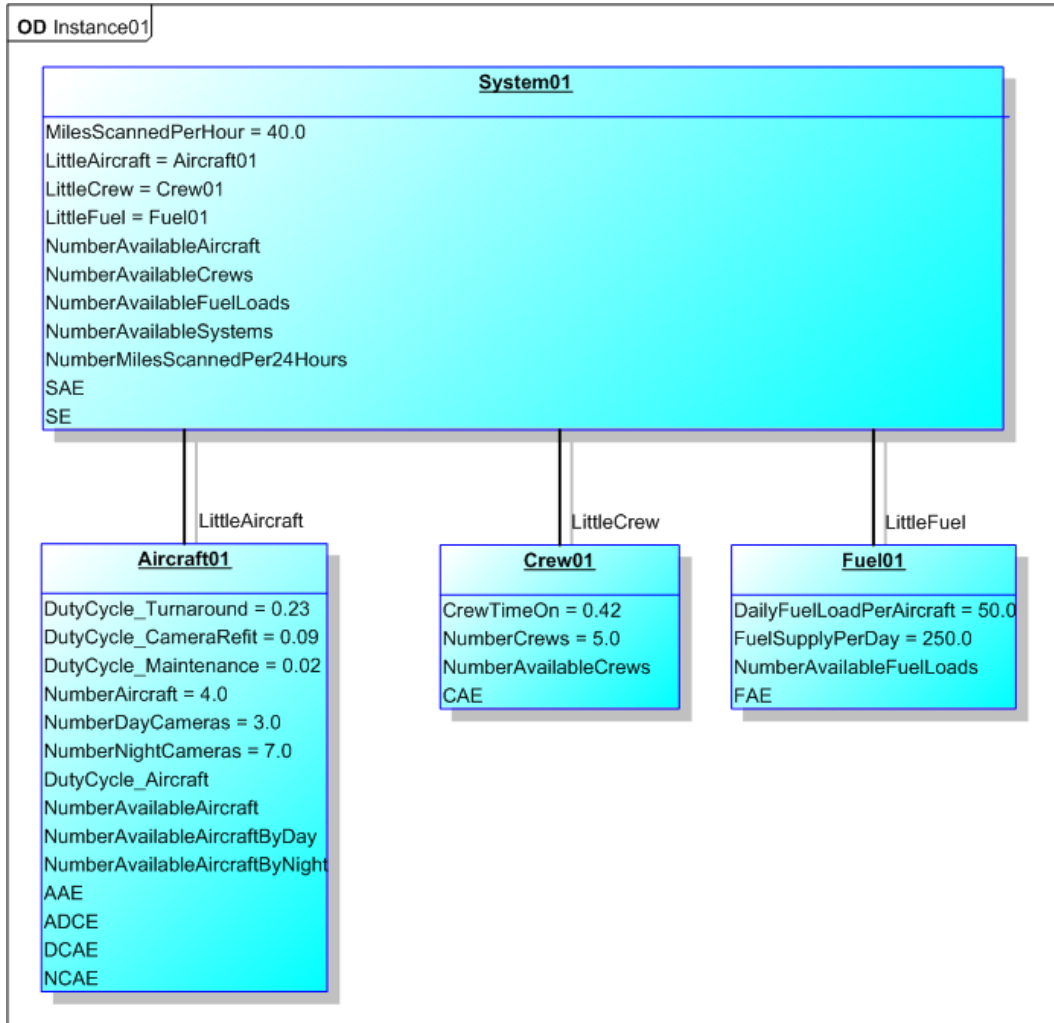 OD Instance01
System01
MilesScannedPerHour = 40.0
LittleAircraft = Aircraft01
LittleCrew = Crew01
LittleFuel = Fuel01
NumberAvailableAircraft
NumberAvailableCrews
NumberAvailableFuelLoads
NumberAvailableSystems
NumberMilesScannedPer24Hours
SAE
SE
LittleAircraft
LittleCrew
LittleFuel
Aircraft01
DutyCycle_Turnaround = 0.23
DutyCycle_CameraRefit = 0.09
DutyCycle_Maintenance = 0.02
NumberAircraft = 4.0
NumberDayCameras = 3.0
NumberNightCameras = 7.0
DutyCycle_Aircraft
NumberAvailableAircraft
NumberAvailableAircraftByDay
NumberAvailableAircraftByNight
AAE
ADCE
DCAE
NCAE
Crew01
CrewTimeOn = 0.42
NumberCrews = 5.0
NumberAvailableCrews
CAE
Fuel01
DailyFuelLoadPerAircraft = 50.0
FuelSupplyPerDay = 250.0
NumberAvailableFuelLoads
FAE